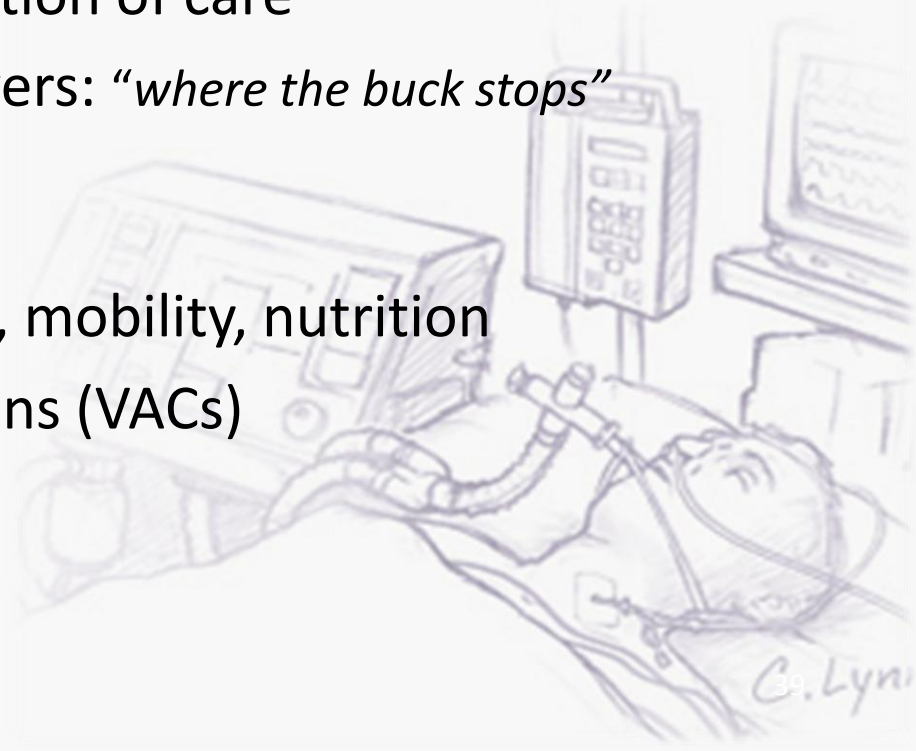 tion of care
ers: “where the buck stops”
, mobility, nutrition
ns (VACs)
39
C. Lyn